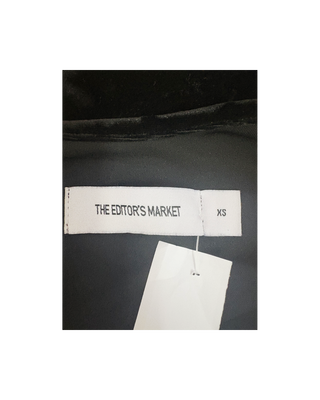 THE EDITOR'S MARKET XS